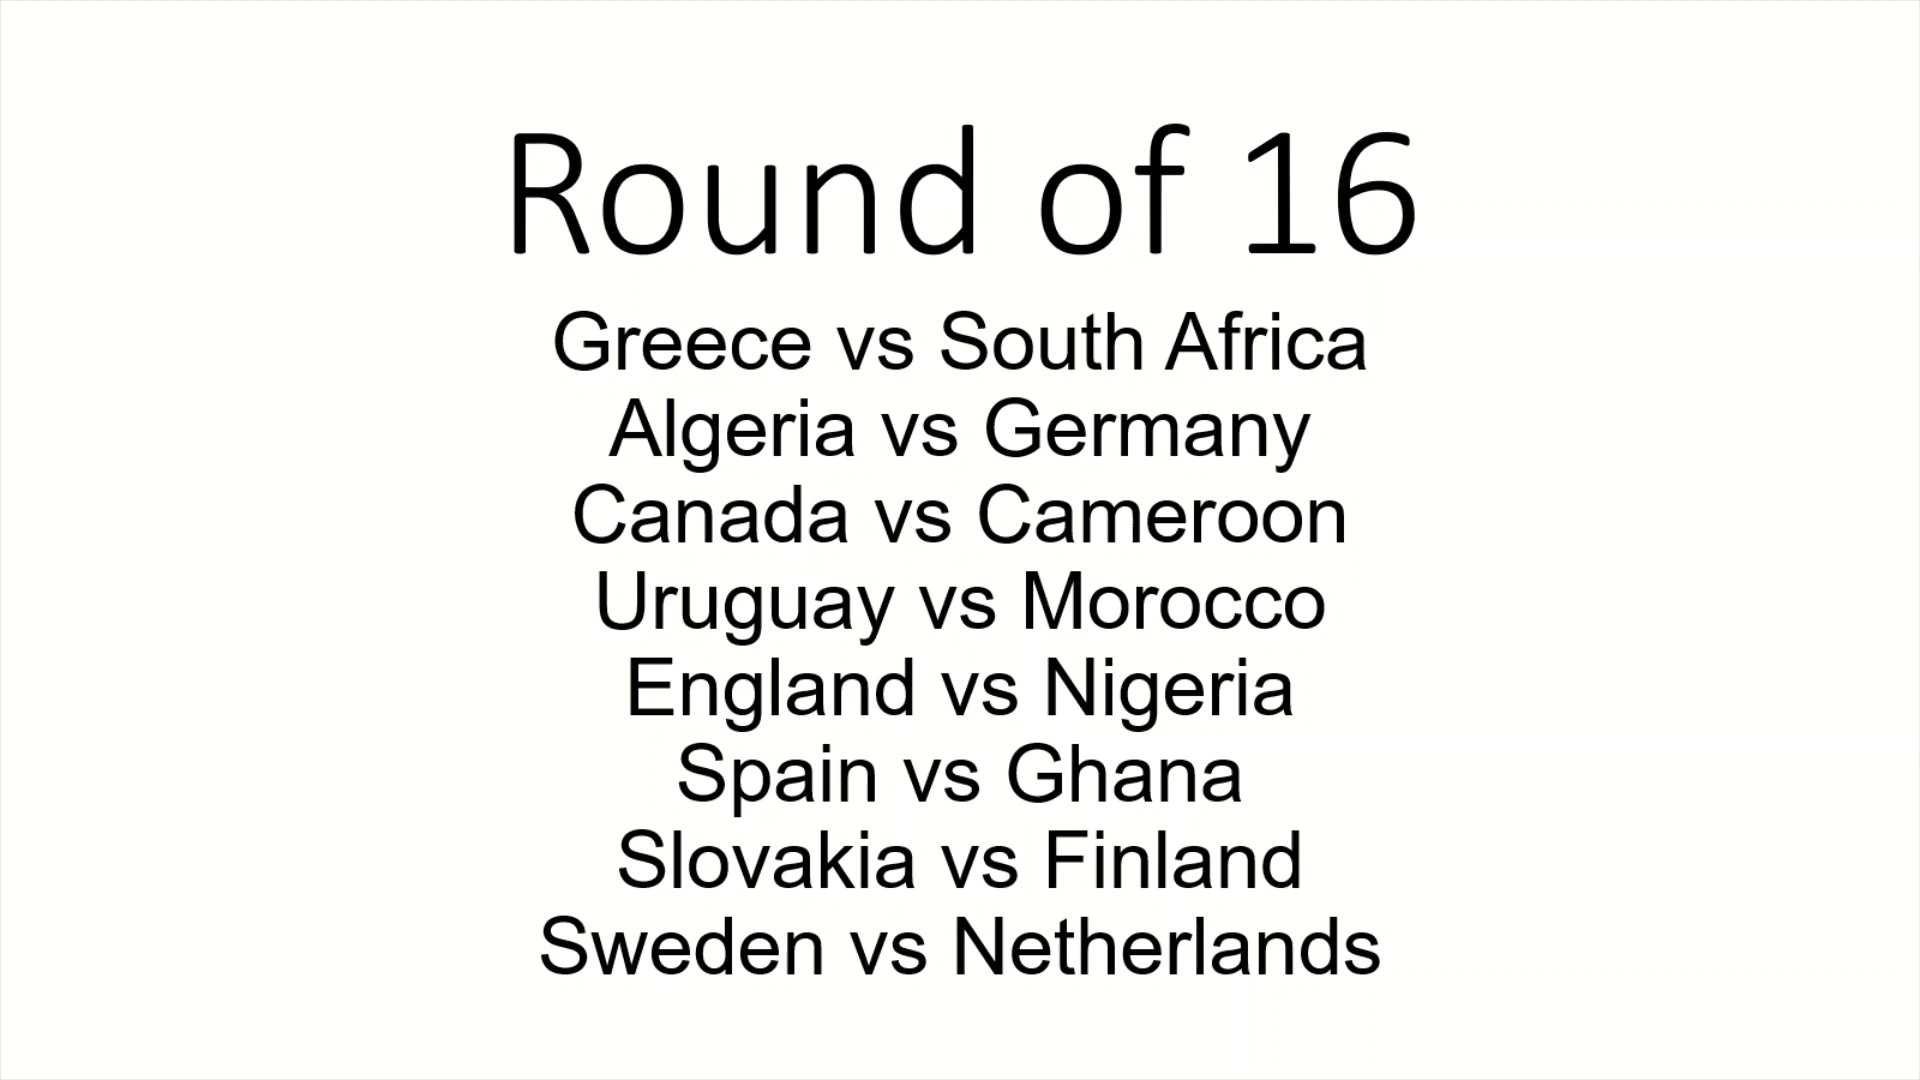 Round of 16
Greece vs South Africa
Algeria vs Germany
Canada vs Cameroon
Uruguay vs Morocco
England vs Nigeria
Spain vs Ghana
Slovakia vs Finland
Sweden vs Netherlands